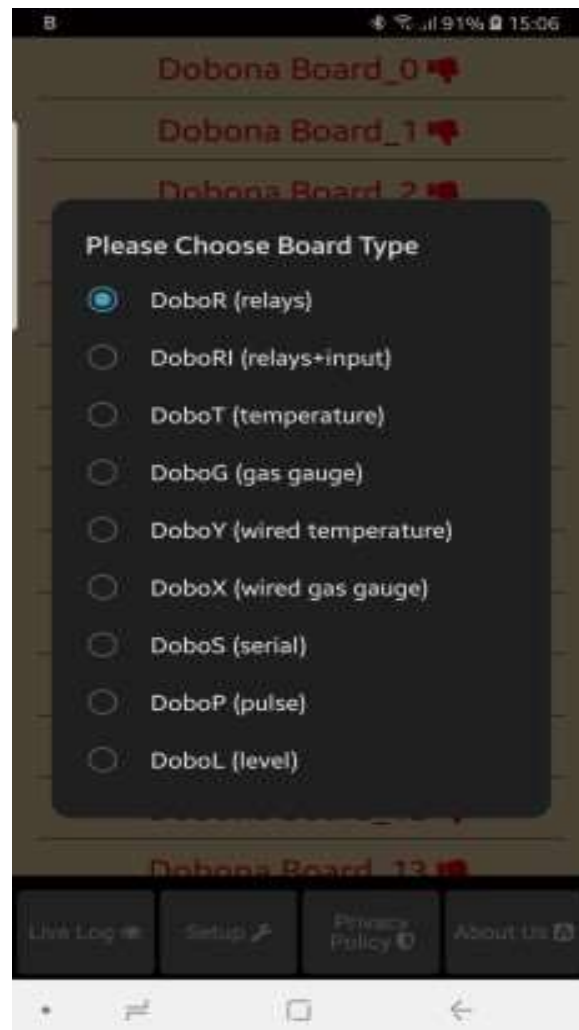 B 91% 15:06
Dobona Board_0
Dobona Board_1
Dobona Board_2
Please Choose Board Type
DoboR (relays)
DoboRI (relays+input)
DoboT (temperature)
DoboG (gas gauge)
DoboY (wired temperature)
DoboX (wired gas gauge)
DoboS (serial)
DoboP (pulse)
DoboL (level)
Dobona Board_13
Live Log
Setup
Privacy
Policy
About Us